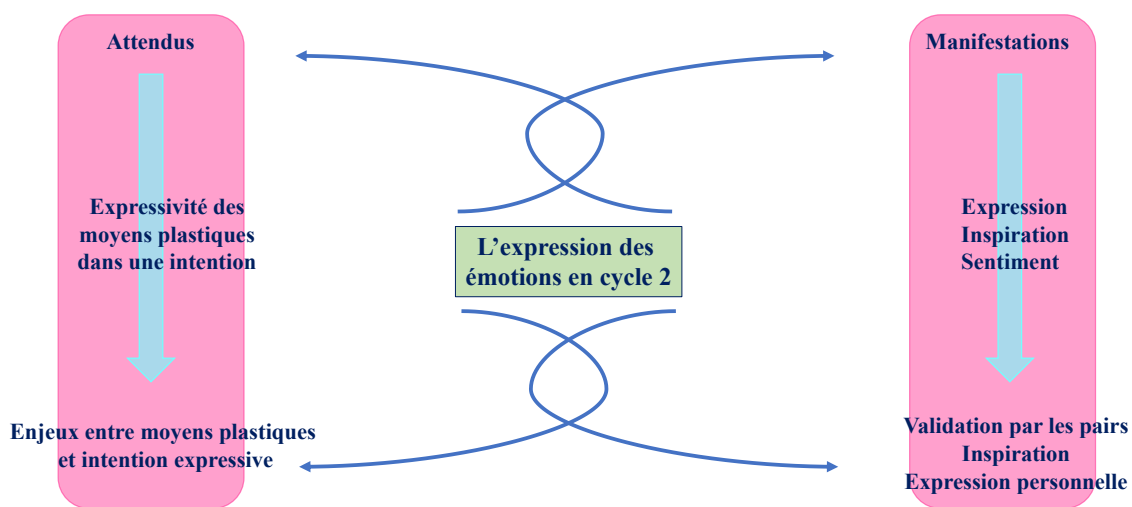 Attendus
Expressivité des
moyens plastiques
dans une intention
Enjeux entre moyens plastiques
et intention expressive
L’expression des
émotions en cycle 2
Manifestations
Expression
Inspiration
Sentiment
Validation par les pairs
Inspiration
Expression personnelle